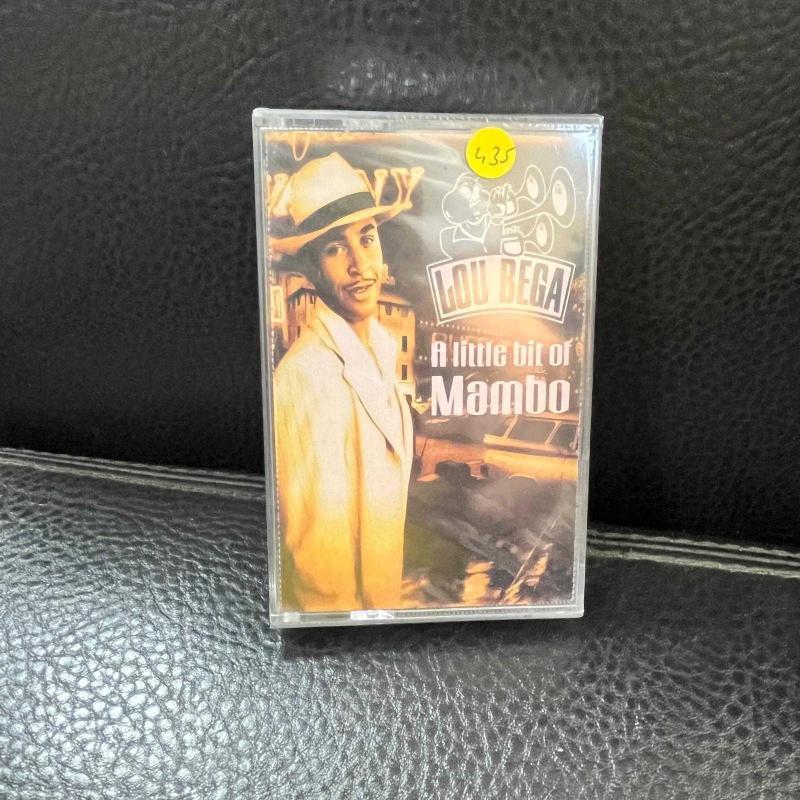 435
LOU BEGA
A little bit of
Mambo